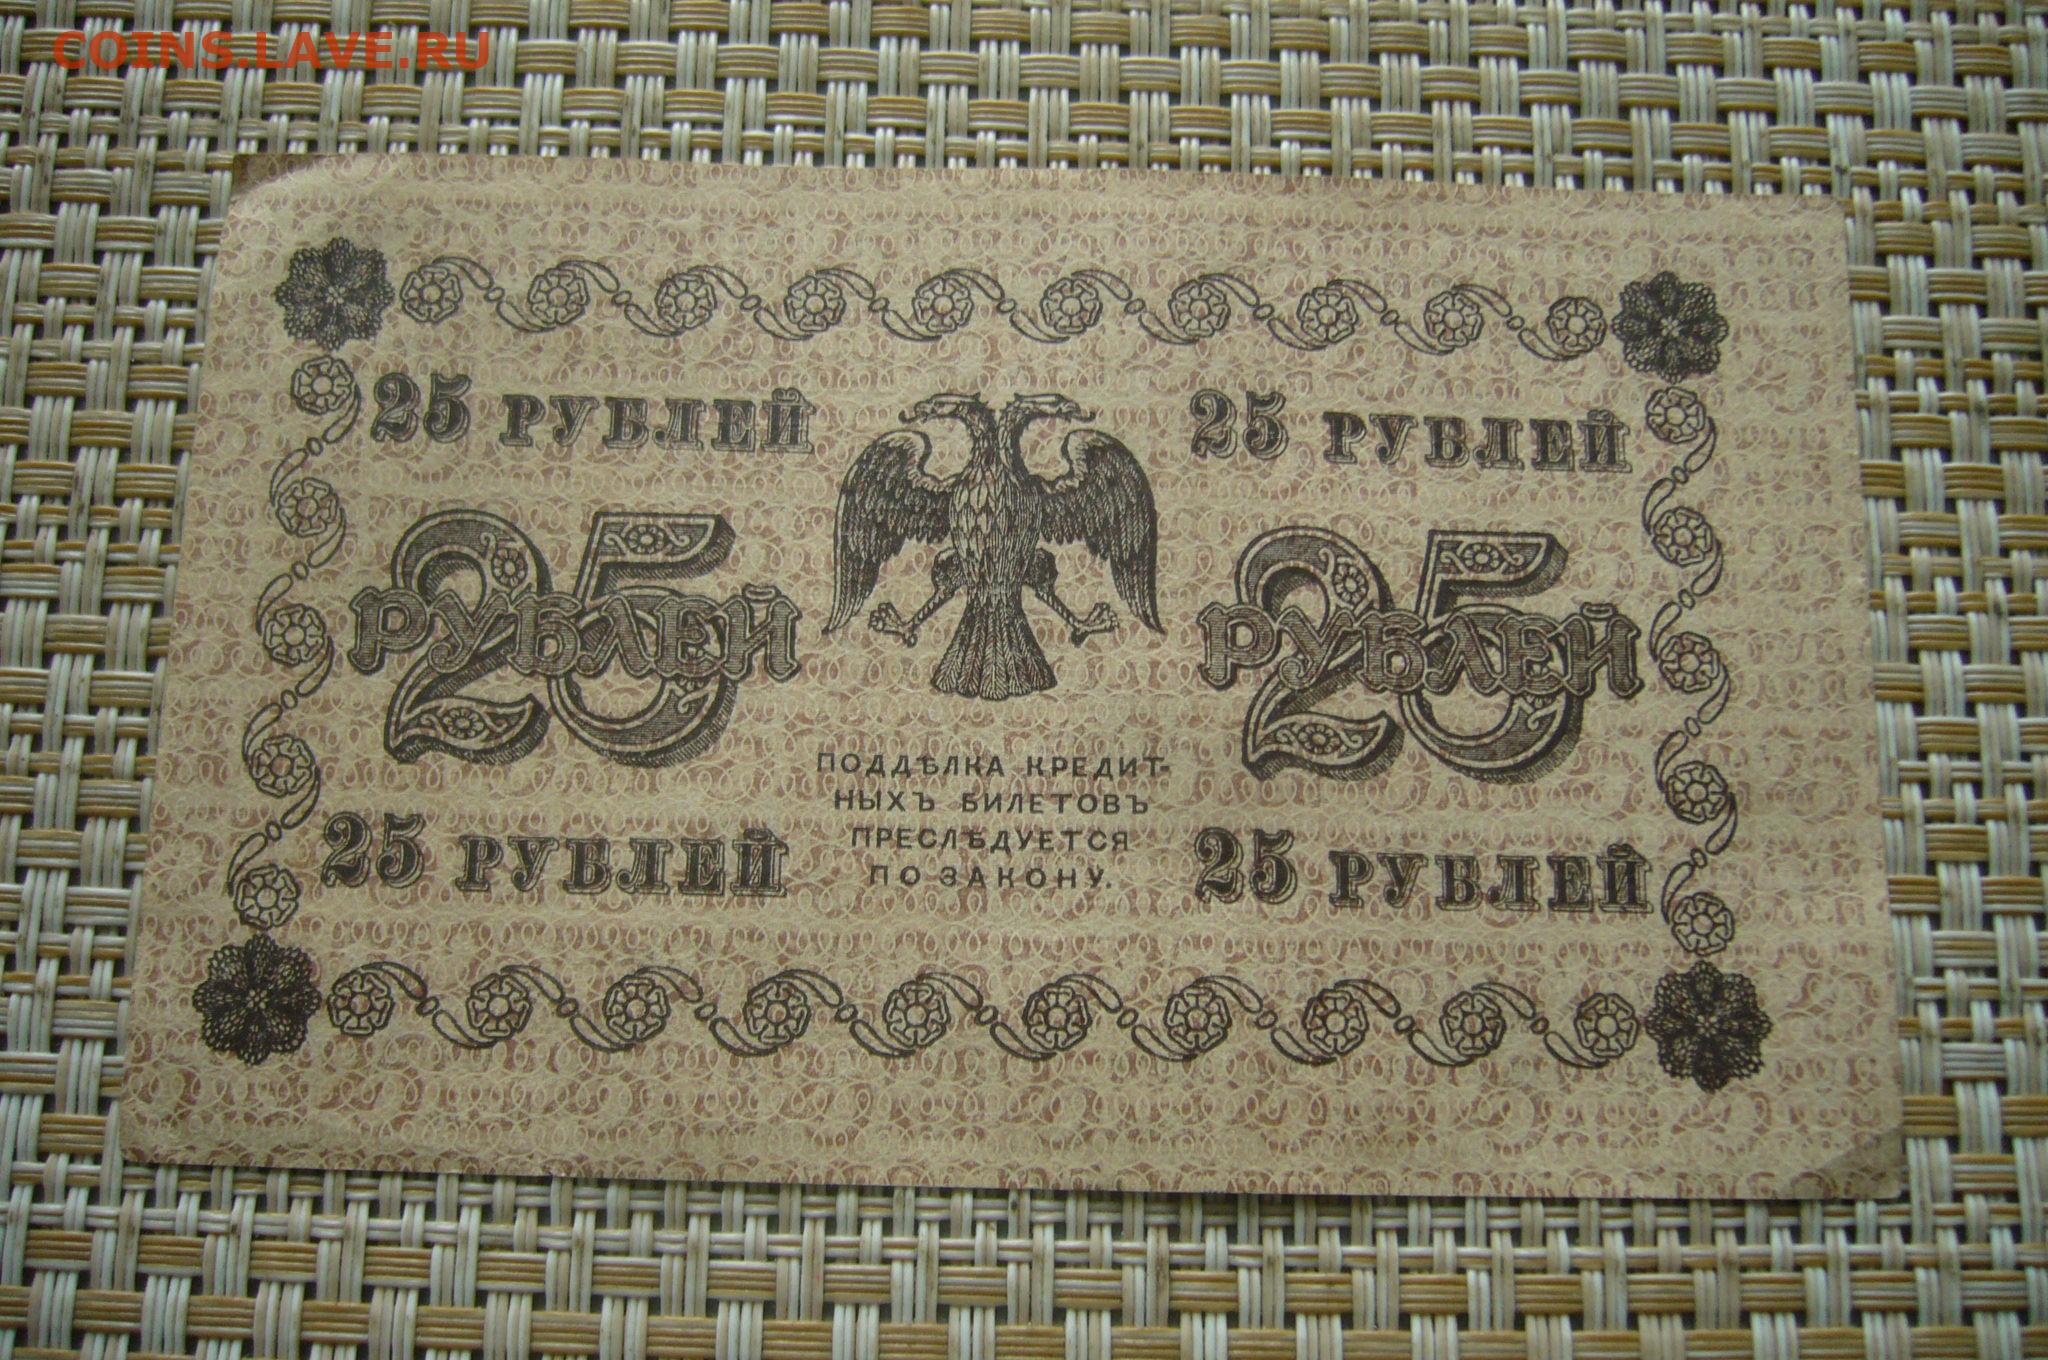 COINS.LAVE.RU
25 РУБЛЕЙ
25 РУБЛЕЙ
25
РУБЛЕЙ
25
РУБЛЕЙ
ПОДДѢЛКА КРЕДИТ-
НЫХЪ БИЛЕТОВЪ
ПРЕСЛѢДУЕТСЯ
ПО ЗАКОНУ.
25 РУБЛЕЙ
25 РУБЛЕЙ